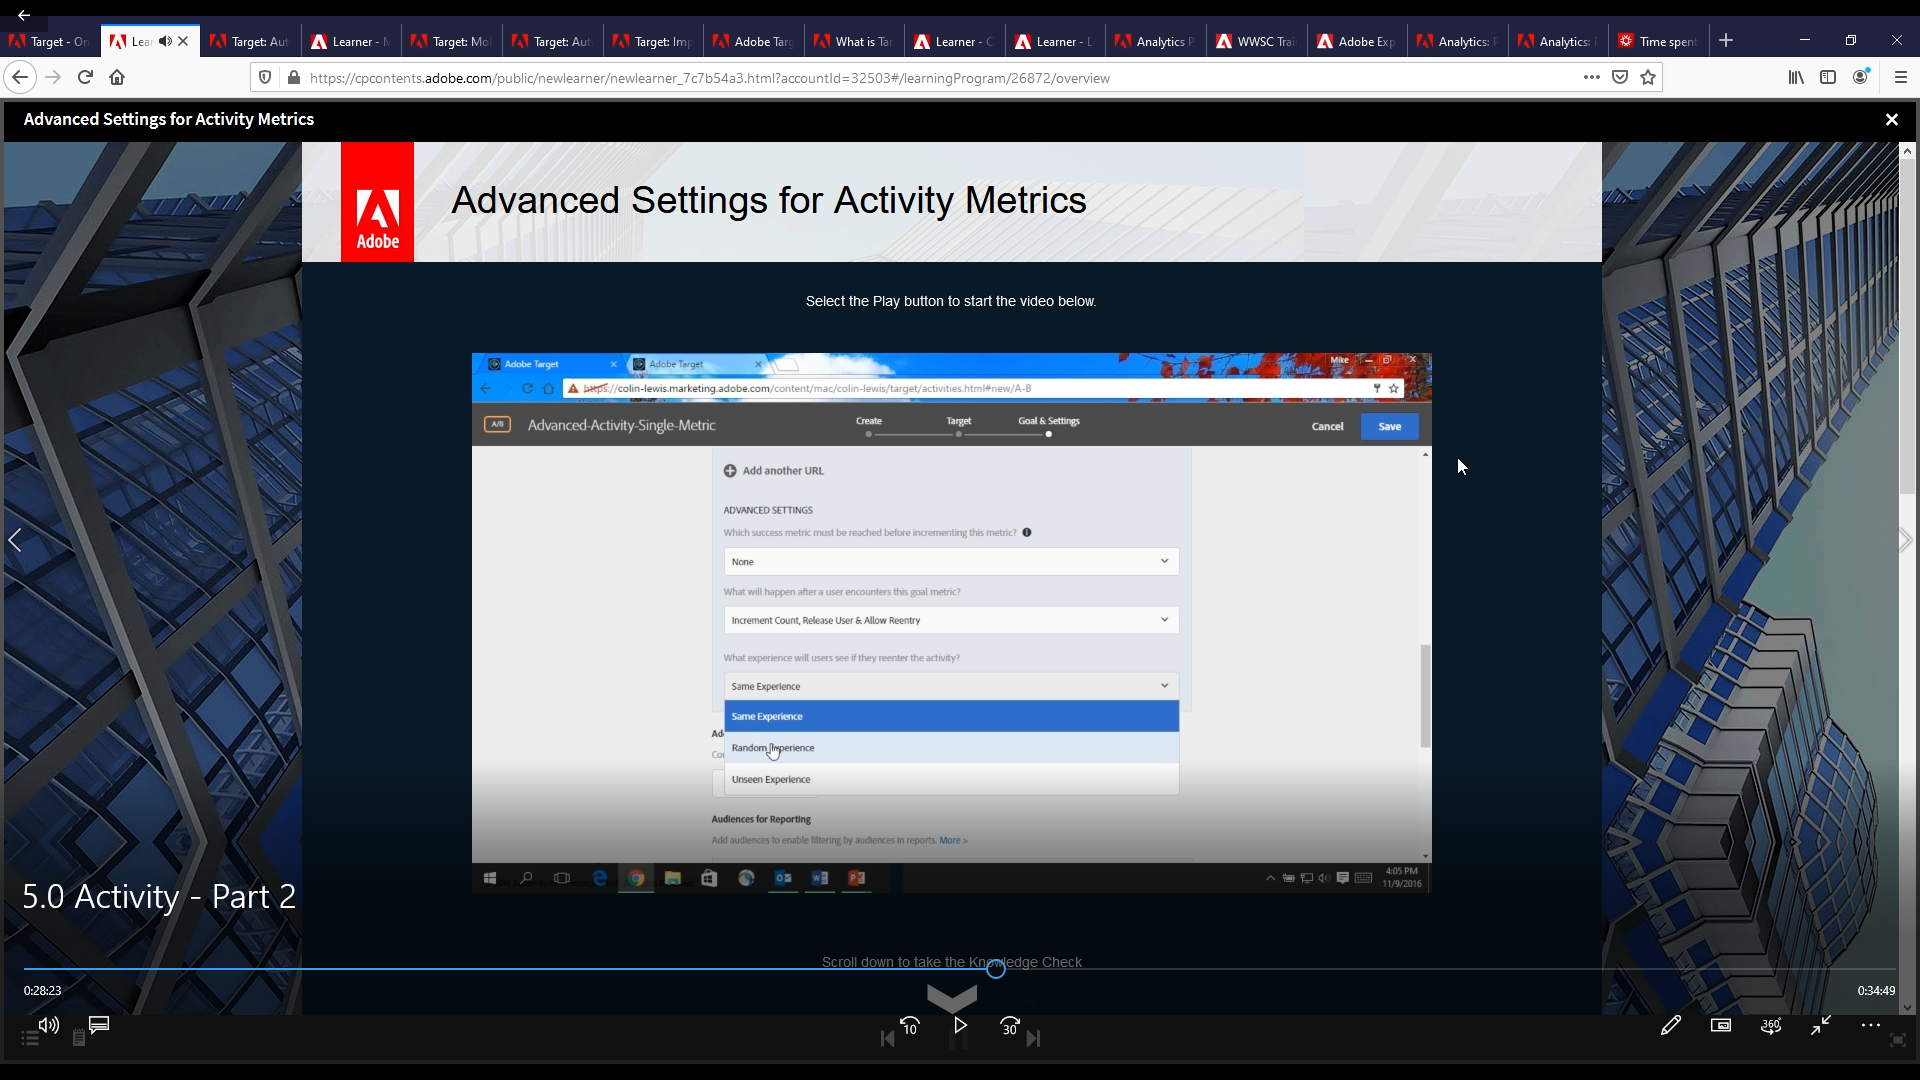 Target - On
Lea
Target: Aut
Learner - M
Target: Mo
Target: Aut
Target: Imp
Adobe Targ
What is Tar
Learner - C
Learner - L
Analytics P
WWSC Trai
Adobe Exp
Analytics: F
Analytics: 
Time spent
https://cpcontents.adobe.com/public/newlearner/newlearner_7c7b54a3.html?accountId=32503#/learningProgram/26872/overview
Advanced Settings for Activity Metrics
Adobe
Advanced Settings for Activity Metrics
Select the Play button to start the video below.
Adobe Target
Adobe Target
Mike
https://colin-lewis.marketing.adobe.com/content/mac/colin-lewis/target/activities.html#new/A-B
A/B
Advanced-Activity-Single-Metric
Create
Target
Goal & Settings
Cancel
Save
Add another URL
ADVANCED SETTINGS
Which success metric must be reached before incrementing this metric?
None
What will happen after a user encounters this goal metric?
Increment Count, Release User & Allow Reentry
What experience will users see if they reenter the activity?
Same Experience
Same Experience
Ad
Random Experience
Co
Unseen Experience
Audiences for Reporting
Add audiences to enable filtering by audiences in reports. More >
4:05 PM
11/9/2016
5.0 Activity - Part 2
Scroll down to take the Knowledge Check
0:28:23
0:34:49
10
30
360°